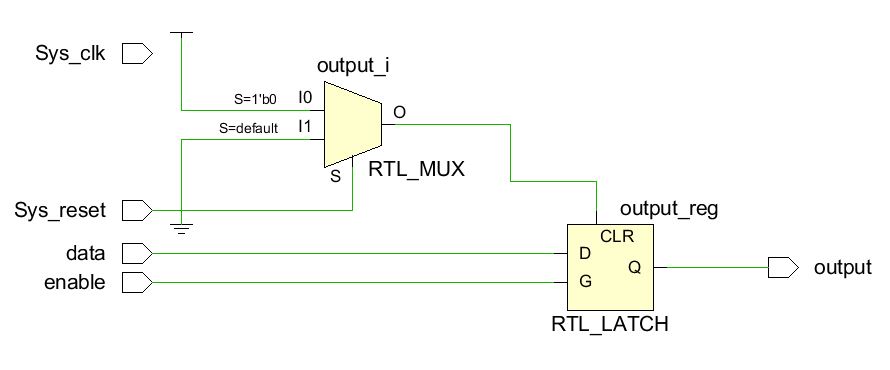 Sys_clk
output_i
S=1'b0
I0
O
S=default
I1
S
RTL_MUX
Sys_reset
output_reg
CLR
data
D
Q
output
enable
G
RTL_LATCH